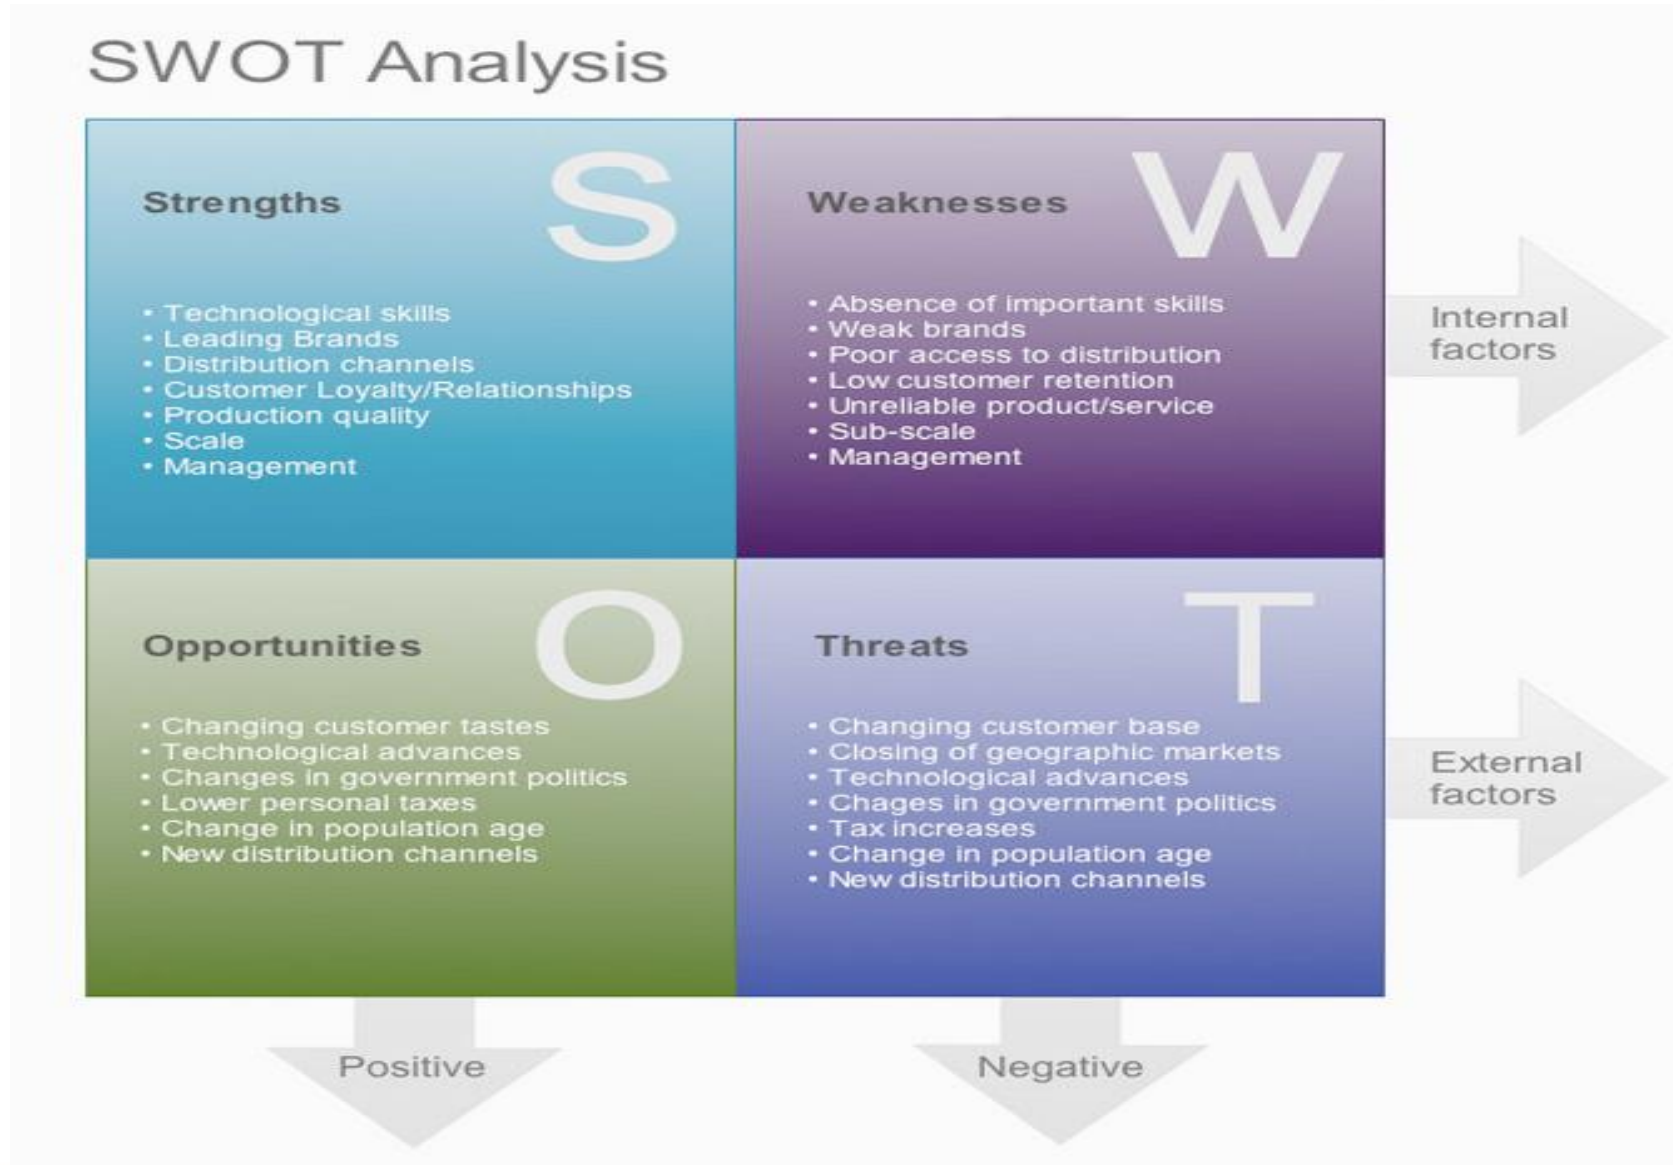 SWOT Analysis
S
Strengths
• Technological skills
• Leading Brands
• Distribution channels
• Customer Loyalty/Relationships
• Production quality
• Scale
• Management
W
Weaknesses
• Absence of important skills
• Weak brands
• Poor access to distribution
• Low customer retention
• Unreliable product/service
• Sub-scale
• Management
Internal
factors
O
Opportunities
• Changing customer tastes
• Technological advances
• Changes in government politics
• Lower personal taxes
• Change in population age
• New distribution channels
T
Threats
• Changing customer base
• Closing of geographic markets
• Technological advances
• Chages in government politics
• Tax increases
• Change in population age
• New distribution channels
External
factors
Positive
Negative